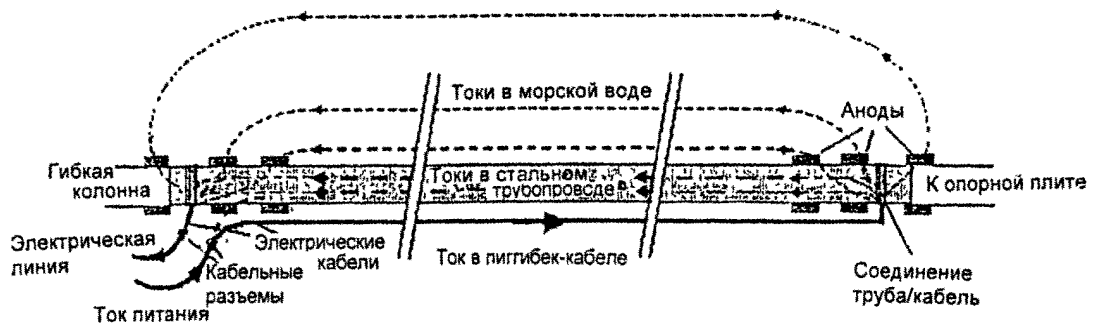 Токи в морской воде
Аноды
Гибкая
колонна
Токи в стальном
трубопроводе
К опорной плите
Электрическая
линия
Электрические
кабели
Ток в пиггибек-кабеле
Кабельные
разъемы
Соединение
труба/кабель
Ток питания